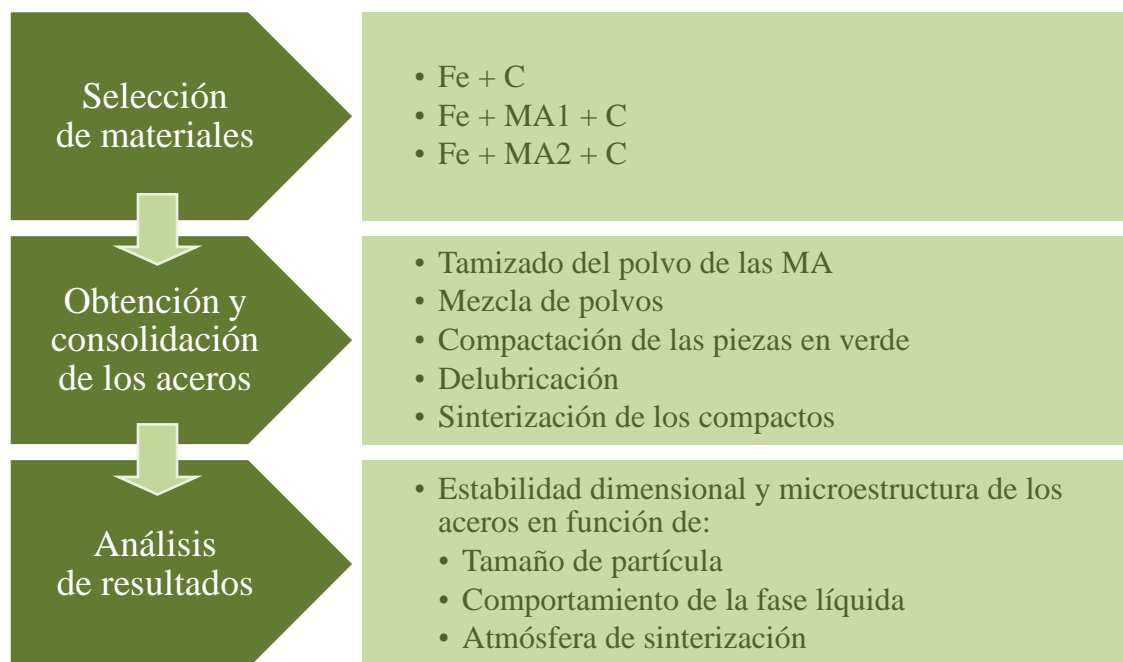 Selección
de materiales
• Fe + C
• Fe + MA1 + C
• Fe + MA2 + C
Obtención y
consolidación
de los aceros
• Tamizado del polvo de las MA
• Mezcla de polvos
• Compactación de las piezas en verde
• Delubricación
• Sinterización de los compactos
Análisis
de resultados
• Estabilidad dimensional y microestructura de los
aceros en función de:
• Tamaño de partícula
• Comportamiento de la fase líquida
• Atmósfera de sinterización